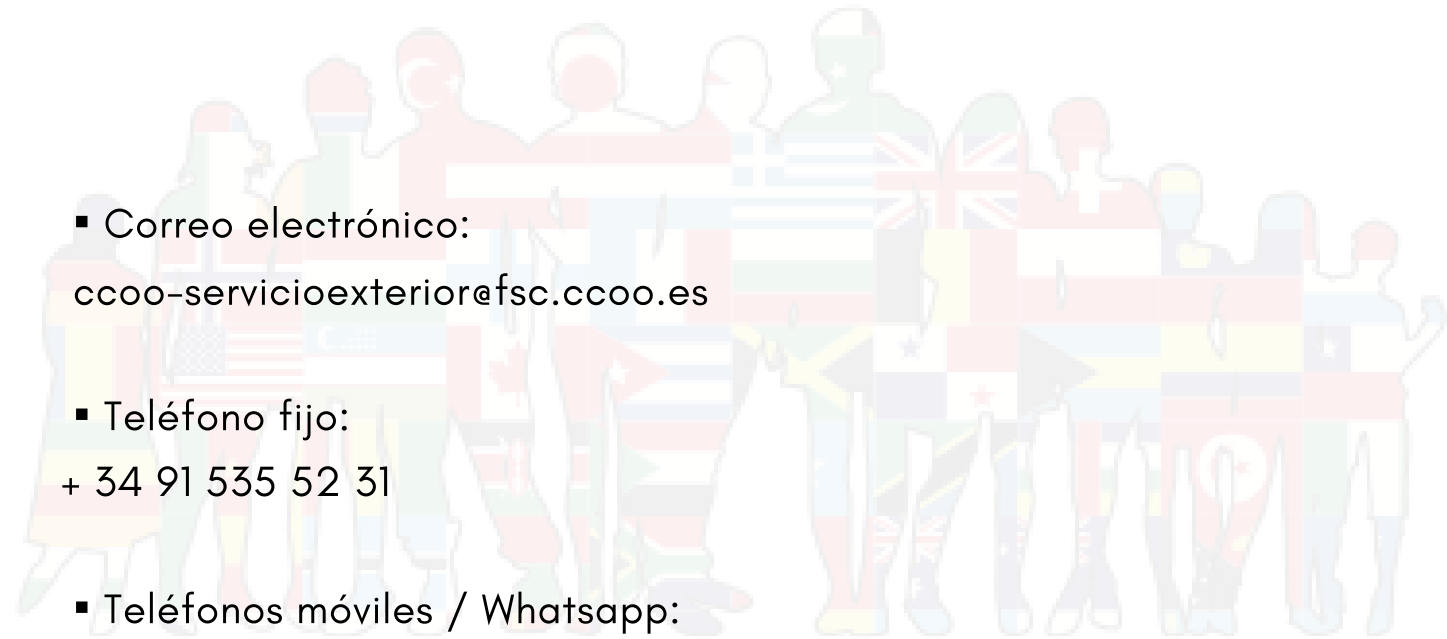 ▪ Correo electrónico:
ccoo-servicioexterior@fsc.ccoo.es
▪ Teléfono fijo:
+ 34 91 535 52 31
▪ Teléfonos móviles / Whatsapp: